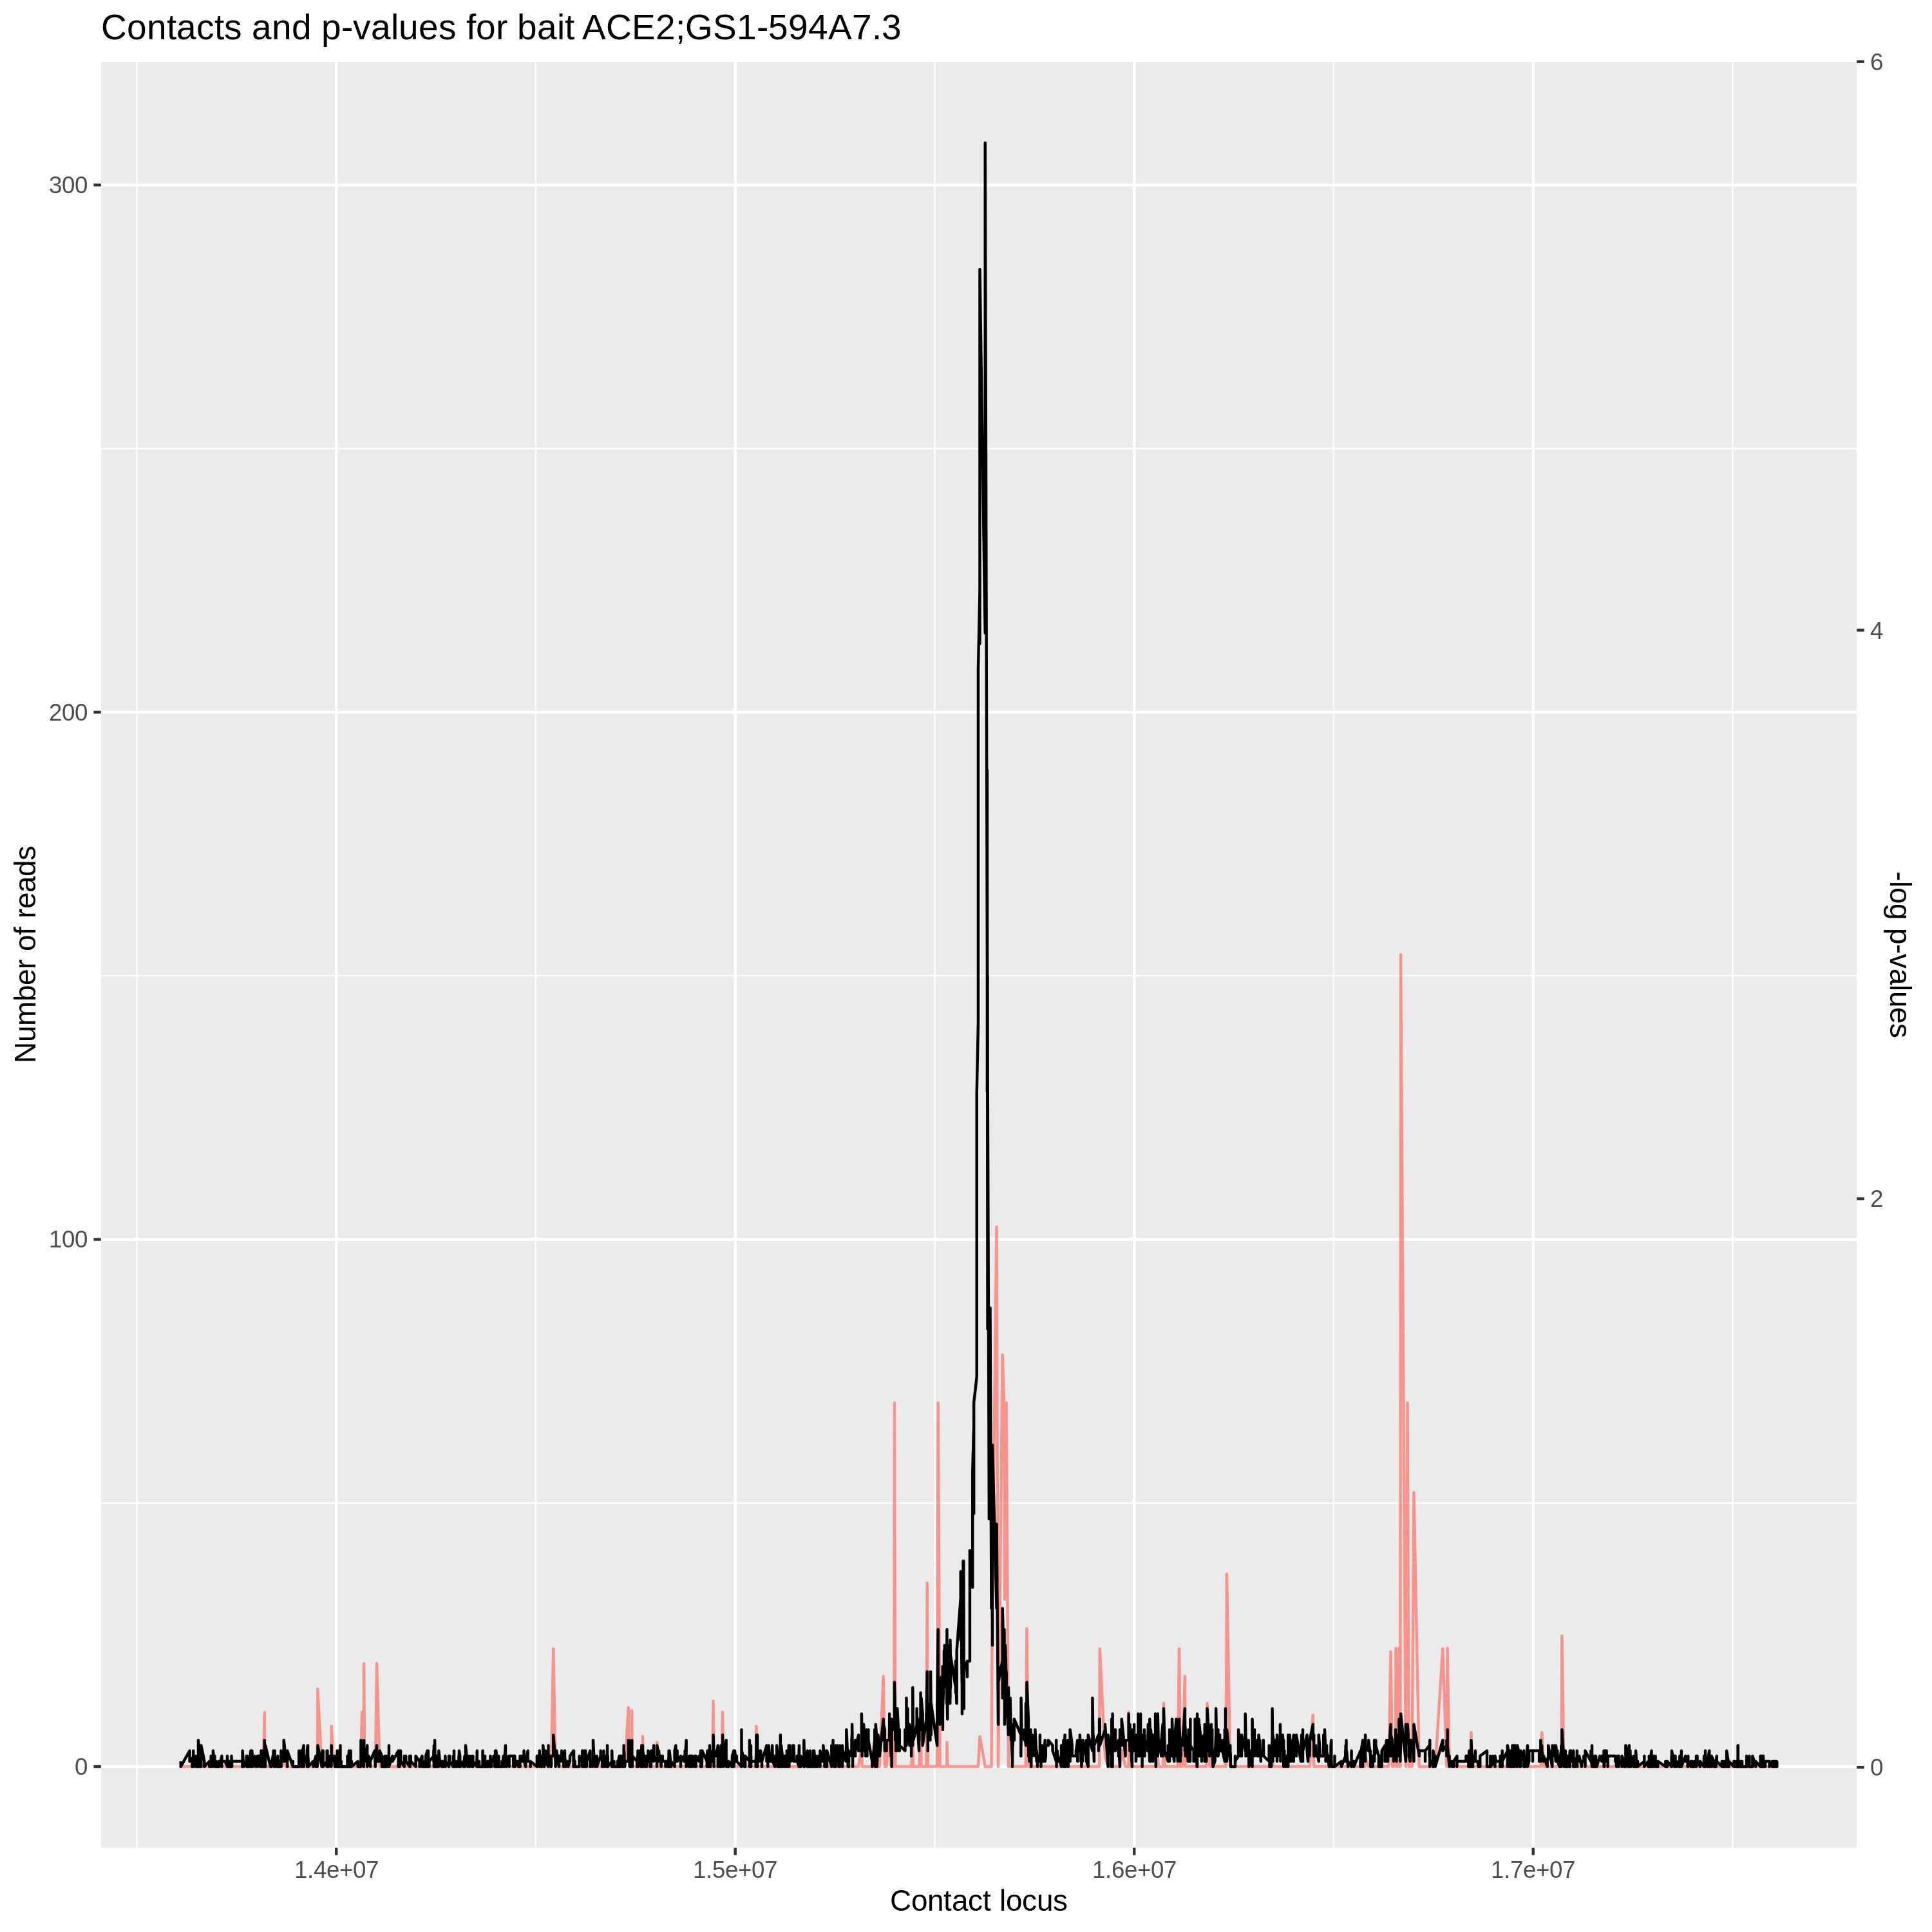 Contacts and p-values for bait ACE2;GS1-594A7.3
6
300
4
200
Number of reads
-log p-values
2
100
0
0
1.4e+07
1.5e+07
1.6e+07
1.7e+07
Contact locus